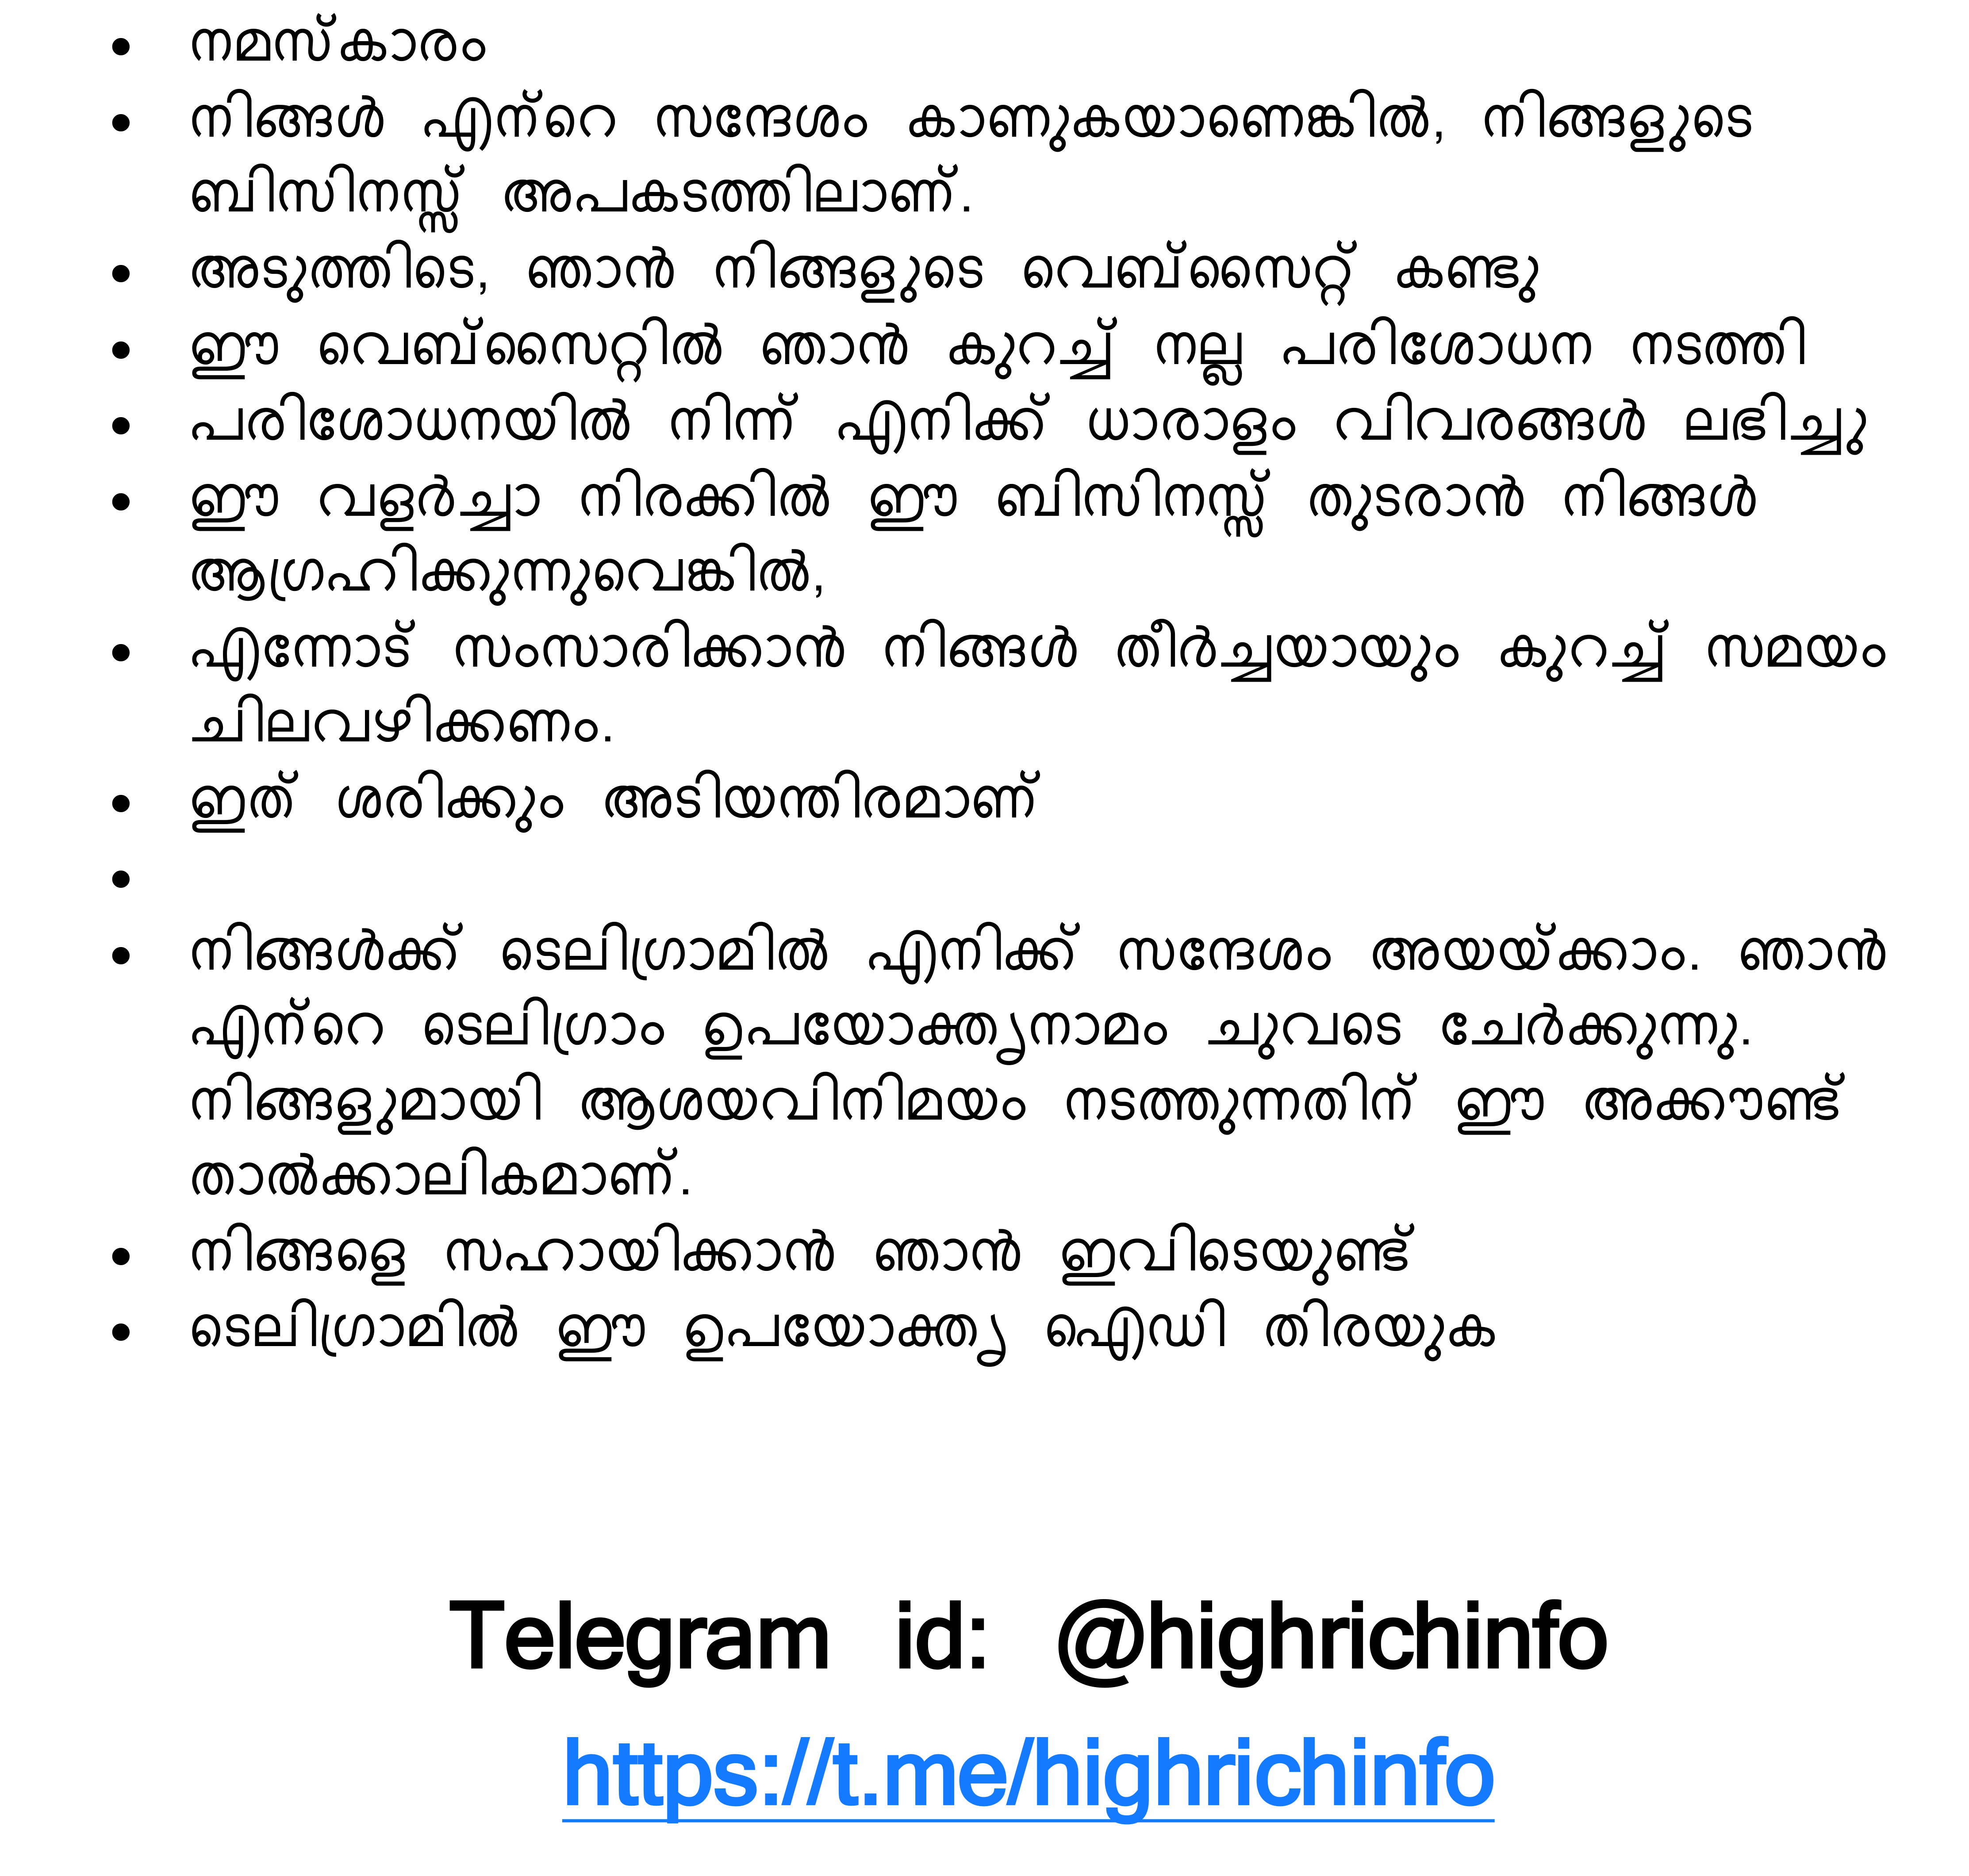 • നമസ്കാരം
• നിങ്ങൾ എന്റെ സന്ദേശം കാണുകയാണെങ്കിൽ, നിങ്ങളുടെ
ബിസിനസ്സ് അപകടത്തിലാണ്.
• അടുത്തിടെ, ഞാൻ നിങ്ങളുടെ വെബ്സൈറ്റ് കണ്ടു
• ഈ വെബ്സൈറ്റിൽ ഞാൻ കുറച്ച് നല്ല പരിശോധന നടത്തി
• പരിശോധനയിൽ നിന്ന് എനിക്ക് ധാരാളം വിവരങ്ങൾ ലഭിച്ചു
• ഈ വളർച്ചാ നിരക്കിൽ ഈ ബിസിനസ്സ് തുടരാൻ നിങ്ങൾ
ആഗ്രഹിക്കുന്നുവെങ്കിൽ,
• എന്നോട് സംസാരിക്കാൻ നിങ്ങൾ തീർച്ചയായും കുറച്ച് സമയം
ചിലവഴിക്കണം.
• ഇത് ശരിക്കും അടിയന്തിരമാണ്
•
• നിങ്ങൾക്ക് ടെലിഗ്രാമിൽ എനിക്ക് സന്ദേശം അയയ്ക്കാം. ഞാൻ
എന്റെ ടെലിഗ്രാം ഉപയോക്തൃനാമം ചുവടെ ചേർക്കുന്നു.
നിങ്ങളുമായി ആശയവിനിമയം നടത്തുന്നതിന് ഈ അക്കൗണ്ട്
താൽക്കാലികമാണ്.
• നിങ്ങളെ സഹായിക്കാൻ ഞാൻ ഇവിടെയുണ്ട്
• ടെലിഗ്രാമിൽ ഈ ഉപയോക്തൃ ഐഡി തിരയുക
Telegram id: @highrichinfo
https://t.me/highrichinfo